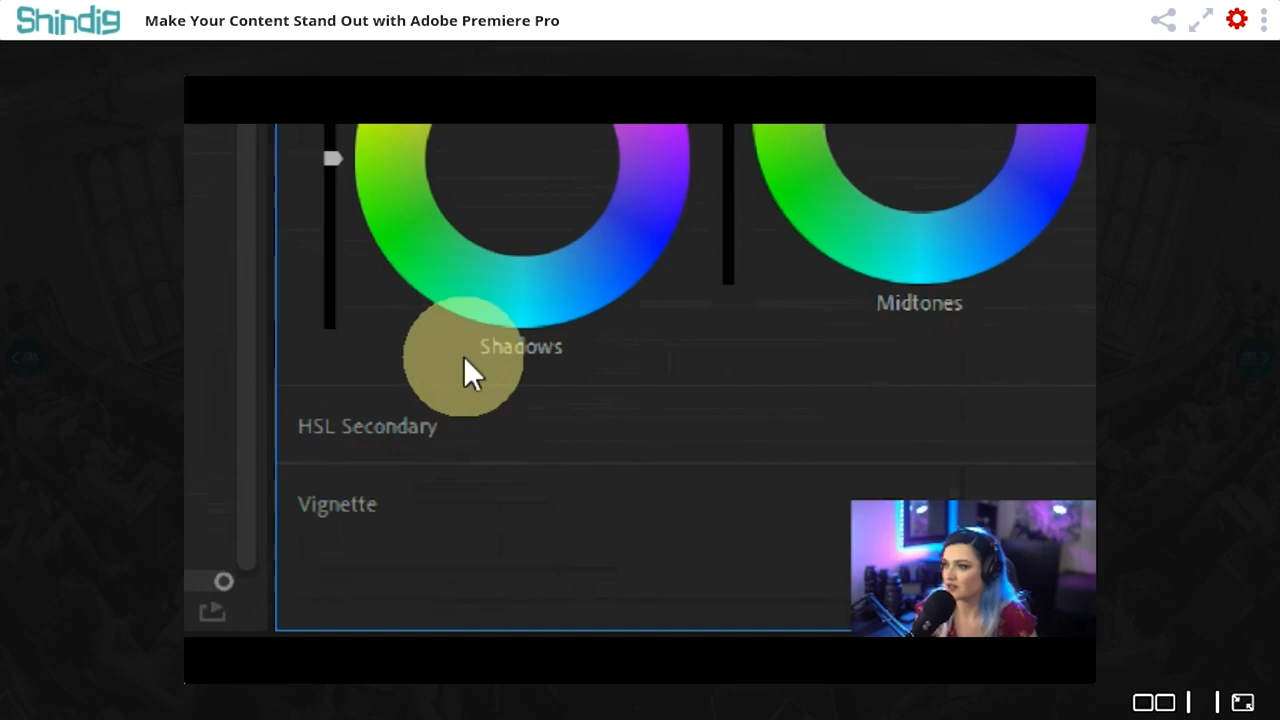 Shindig
Make Your Content Stand Out with Adobe Premiere Pro
Midtones
Shadows
HSL Secondary
Vignette